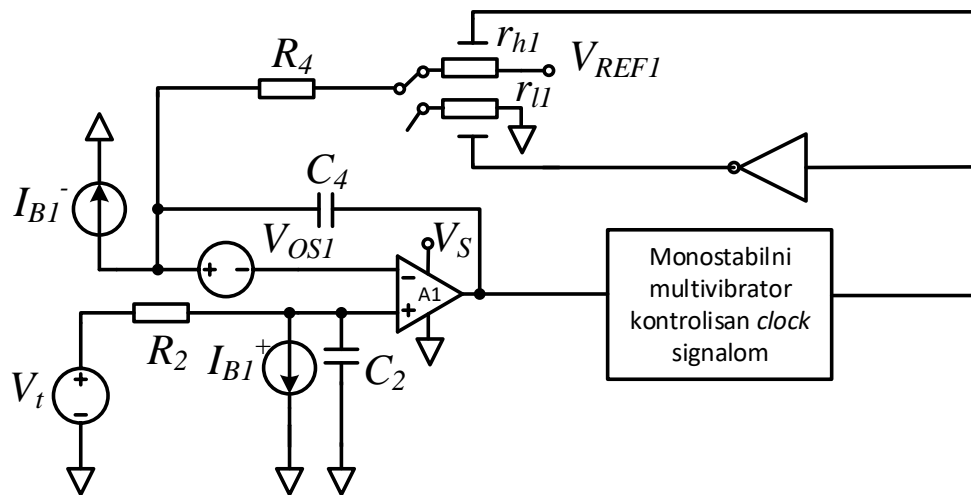 R4
rh1
VREF1
rl1
IB1-
C4
VOS1
VS
A1
R2
IB1+
C2
Vt
Monostabilni
multivibrator
kontrolisan clock
signalom